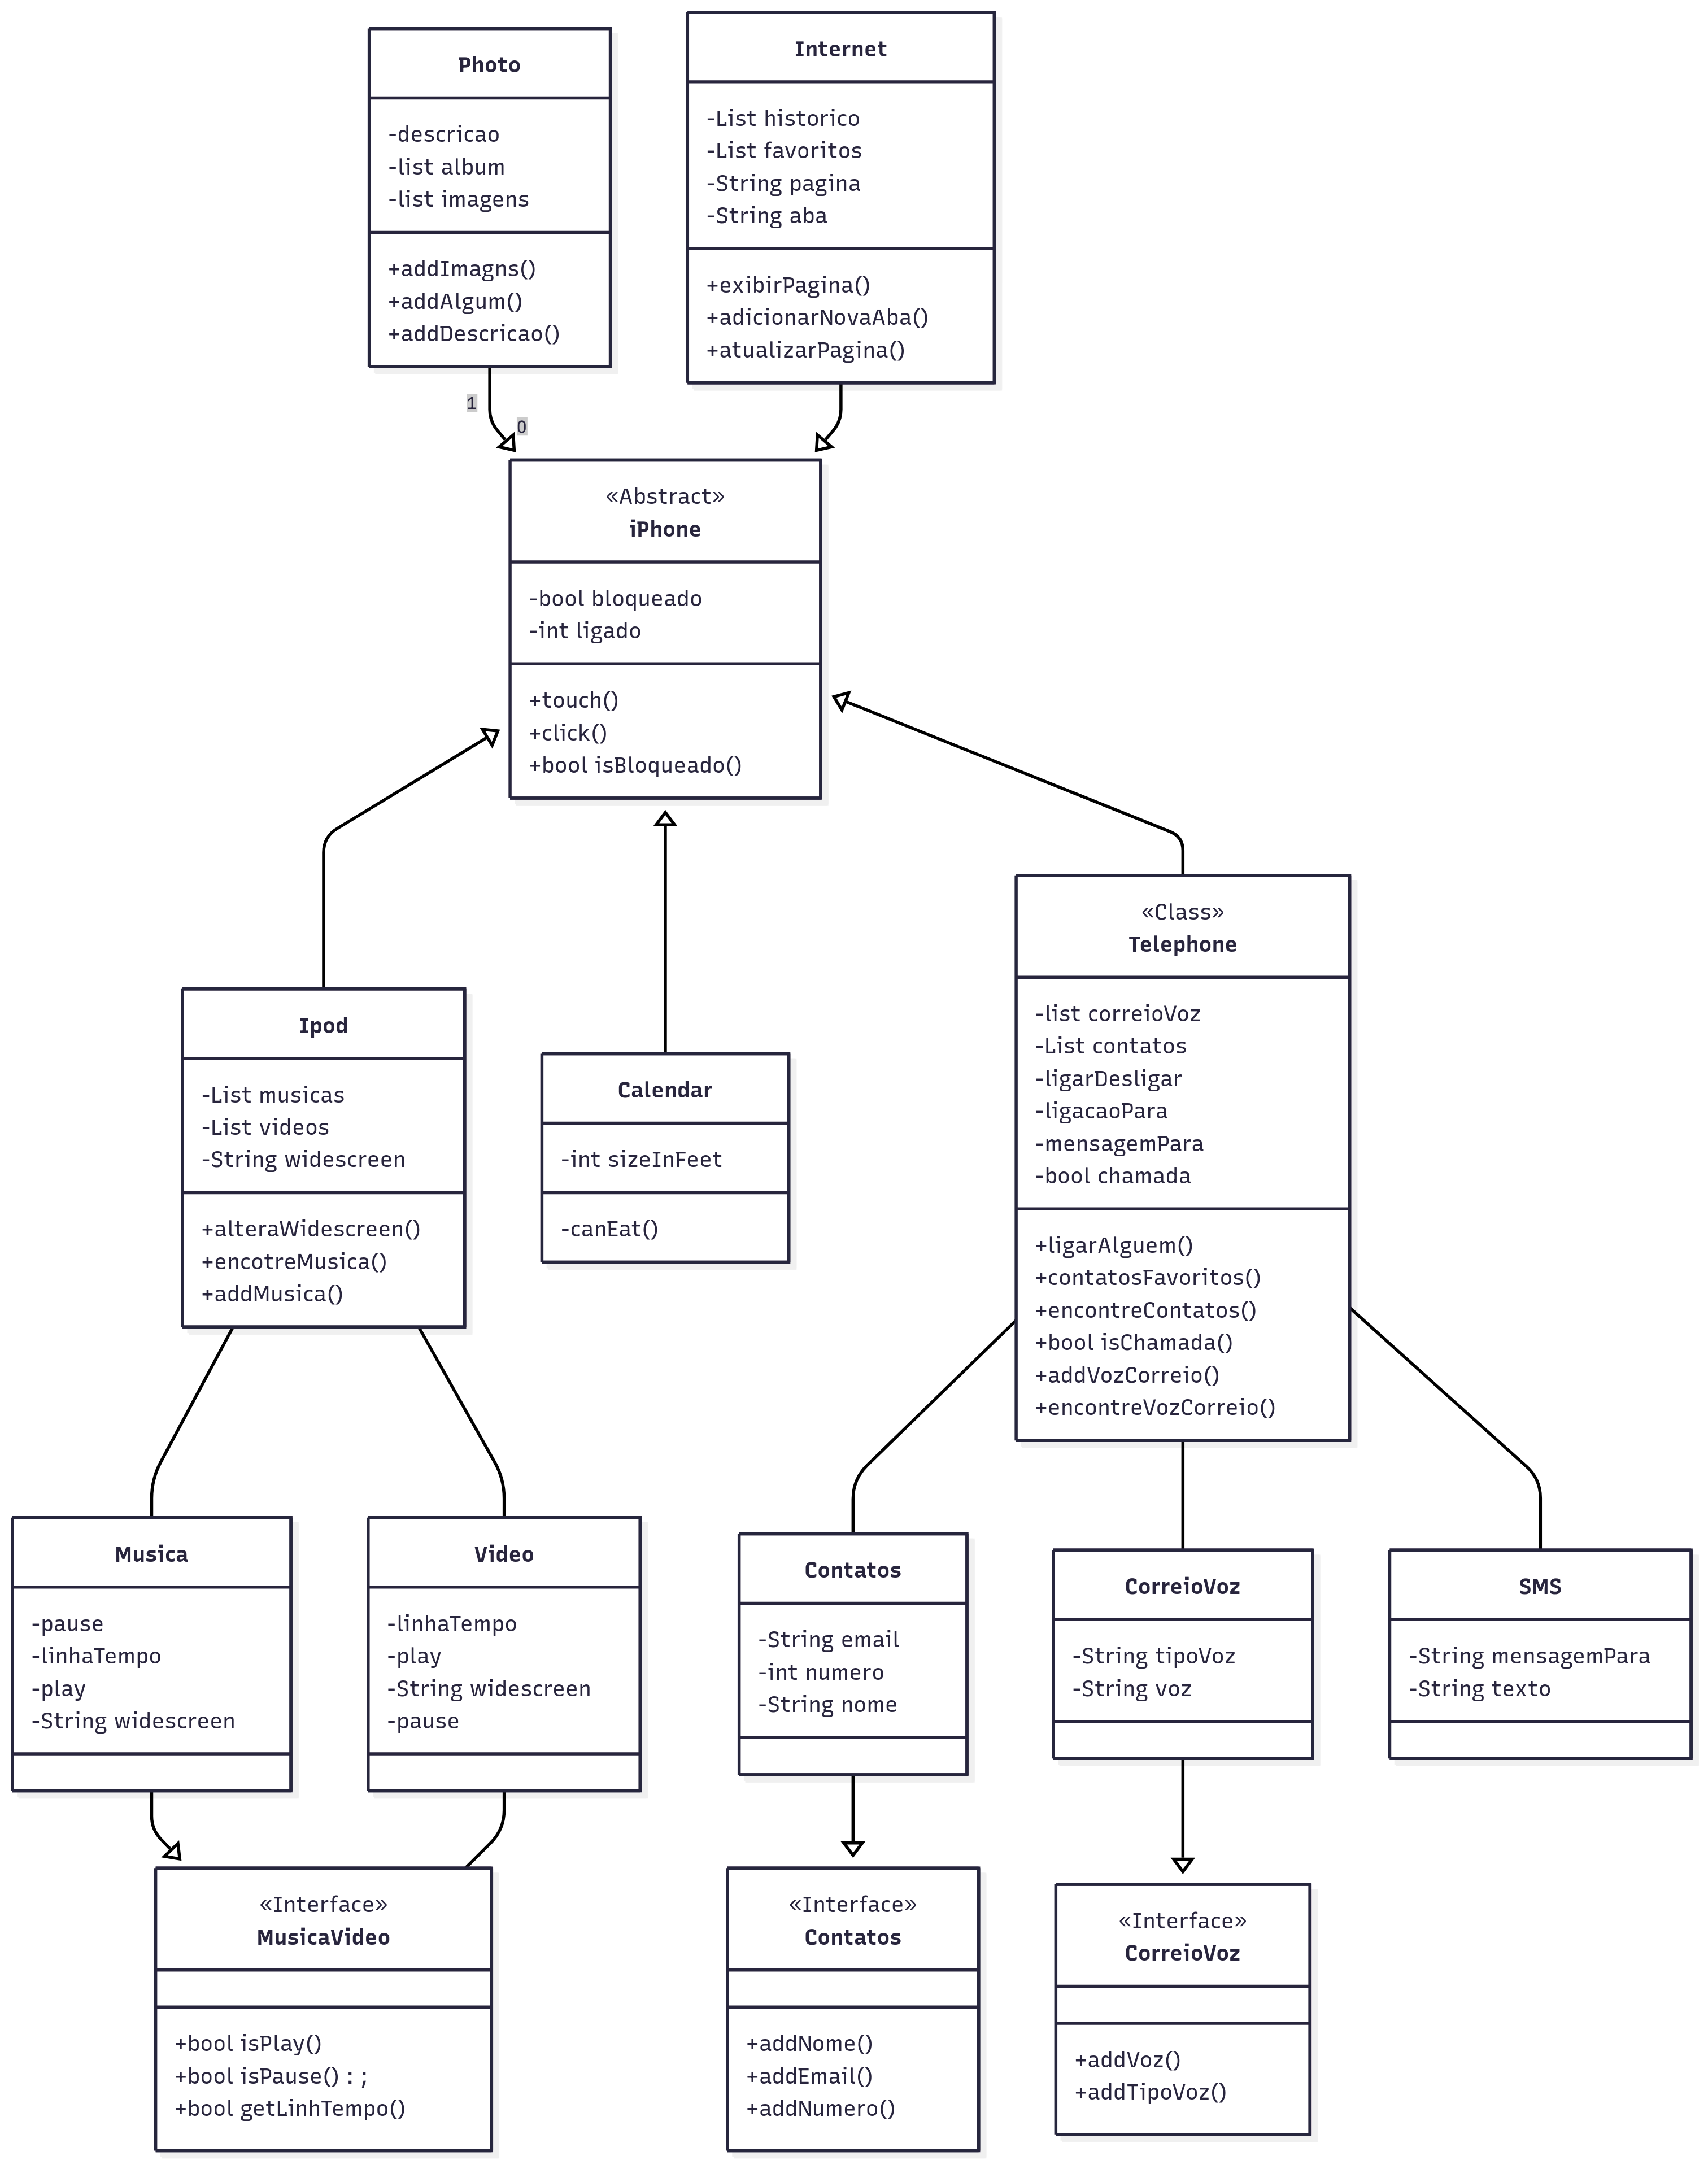 Photo
-descricao
-list album
-list imagens
+addImagns()
+addAlgum()
+addDescricao()
Internet
-List historico
-List favoritos
-String pagina
-String aba
+exibirPagina()
+adicionarNovaAba()
+atualizarPagina()
1
0
«Abstract»
iPhone
-bool bloqueado
-int ligado
+touch()
+click()
+bool isBloqueado()
Ipod
-List musicas
-List videos
-String widescreen
+alteraWidescreen()
+encotreMusica()
+addMusica()
Calendar
-int sizeInFeet
-canEat()
«Class»
Telephone
-list correioVoz
-List contatos
-ligarDesligar
-ligacaoPara
-mensagemPara
-bool chamada
+ligarAlguem()
+contatosFavoritos()
+encontreContatos()
+bool isChamada()
+addVozCorreio()
+encontreVozCorreio()
Musica
-pause
-linhaTempo
-play
-String widescreen
Video
-linhaTempo
-play
-String widescreen
-pause
Contatos
-String email
-int numero
-String nome
CorreioVoz
-String tipoVoz
-String voz
SMS
-String mensagemPara
-String texto
«Interface»
MusicaVideo
+bool isPlay()
+bool isPause() : ;
+bool getLinhTempo()
«Interface»
Contatos
+addNome()
+addEmail()
+addNumero()
«Interface»
CorreioVoz
+addVoz()
+addTipoVoz()